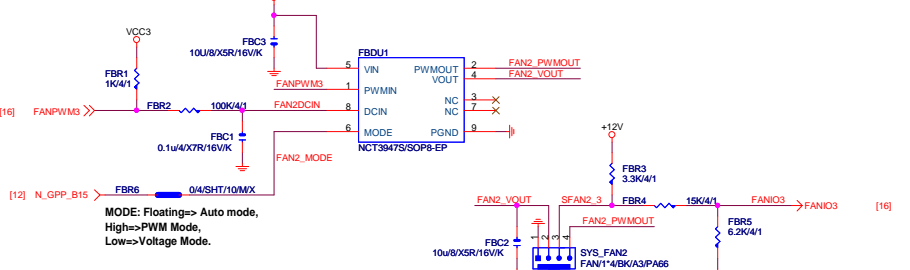 VCC3
FBC3
10U/8/X5R/16V/K
FBR1
1K/4/1
[16] FANPWM3
FBR2 100K/4/1
FBC1
0.1u/4/X7R/16V/K
FANPWM3
FAN2DCIN
FAN2_MODE
FBDU1
5 VIN
1 PWMIN
8 DCIN
6 MODE
PWMOUT 2 FAN2_PWMOUT
VOUT 4 FAN2_VOUT
NC 3
NC 7
PGND 9
NCT3947S/SOP8-EP
[12] N_GPP_B15 FBR6 0/4/SHT/10/M/X
MODE: Floating=> Auto mode,
High=>PWM Mode,
Low=>Voltage Mode.
+12V
FBR3
3.3K/4/1
FAN2_VOUT SFAN2_3 FBR4 15K/4/1 FANIO3 FANIO3 [16]
FAN2_PWMOUT
FBR5
6.2K/4/1
FBC2
10u/8/X5R/16V/K
1 2 3 4
SYS_FAN2
FAN/1*4/BK/A3/PA66